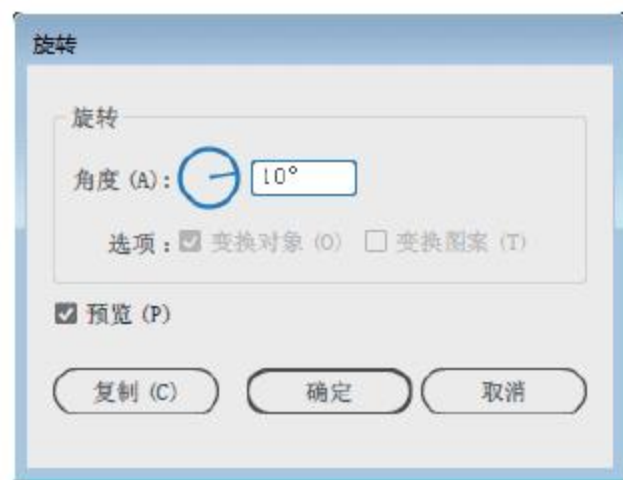 旋转
旋转
角度 (A): 10°
选项: 变换对象 (O) 变换图案 (T)
预览 (P)
复制 (C) 确定 取消